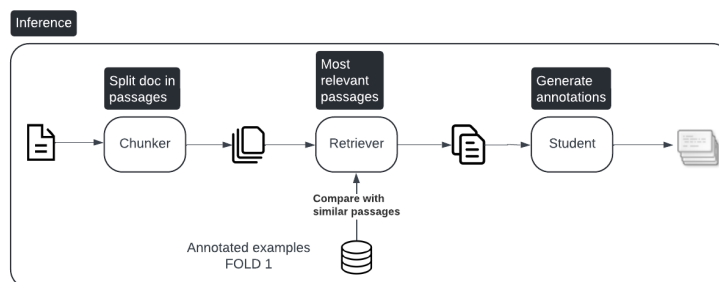 Inference
Split doc in
passages
Most
relevant
passages
Generate
annotations
Chunker
Retriever
Student
Compare with
similar passages
Annotated examples
FOLD 1